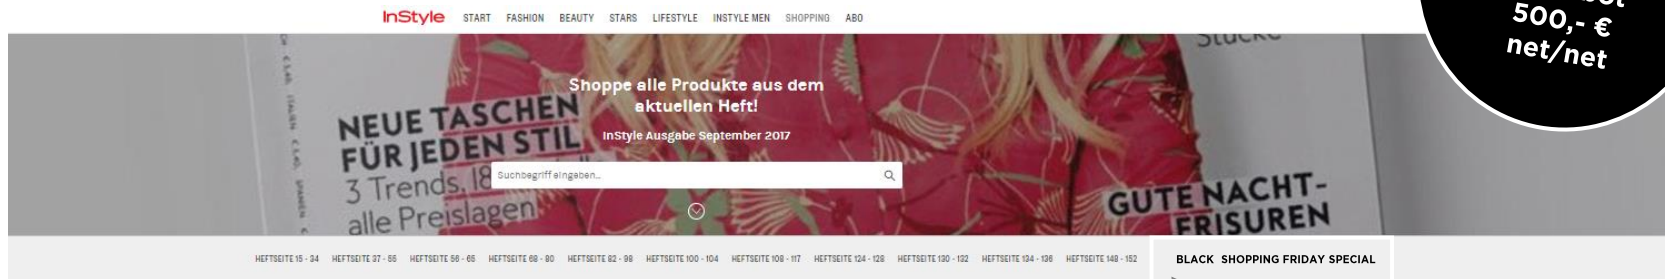 InStyle START FASHION BEAUTY STARS LIFESTYLE INSTYLE MEN SHOPPING ABO
500,- €
net/net
Shoppe alle Produkte aus dem
aktuellen Heft!
InStyle Ausgabe September 2017
Suchbegriff eingeben...
NEUE TASCHEN
FÜR JEDEN STIL
3 Trends, 18
alle Preislagen
GUTE NACHT-
FRISUREN
HEFTSEITE 15 - 34 HEFTSEITE 37 - 55 HEFTSEITE 56 - 65 HEFTSEITE 68 - 80 HEFTSEITE 82 - 98 HEFTSEITE 100 - 104 HEFTSEITE 108 - 117 HEFTSEITE 124 - 128 HEFTSEITE 130 - 132 HEFTSEITE 134 - 136 HEFTSEITE 148 - 152 BLACK SHOPPING FRIDAY SPECIAL